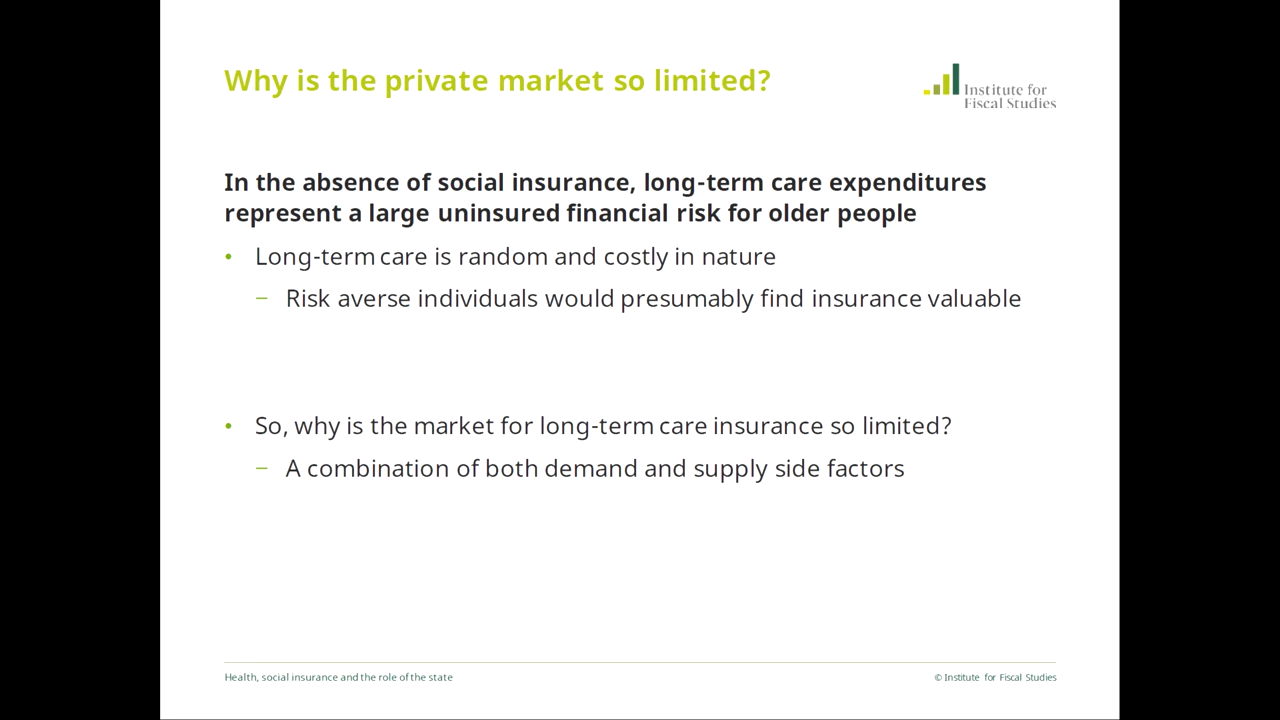 Why is the private market so limited?
Institute for
Fiscal Studies
In the absence of social insurance, long-term care expenditures
represent a large uninsured financial risk for older people
• Long-term care is random and costly in nature
– Risk averse individuals would presumably find insurance valuable
• So, why is the market for long-term care insurance so limited?
– A combination of both demand and supply side factors
Health, social insurance and the role of the state
© Institute for Fiscal Studies